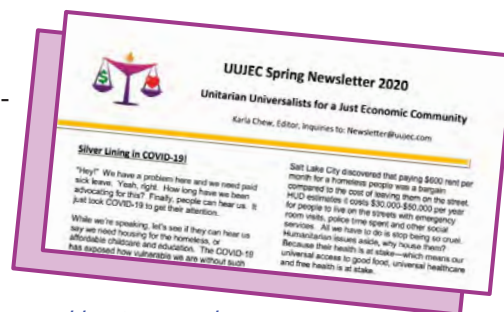 UUJEC Spring Newsletter 2020
Unitarian Universalists for a Just Economic Community
Karla Chew, Editor, Inquiries to: Newsletter@uujec.com
Silver Lining in COVID-19!
"Hey!" We have a problem here and we need paid
sick leave. Yeah, right. How long have we been
advocating for this? Finally, people can hear us. It
just took COVID-19 to get their attention.
While we're speaking, let's see if they can hear us
say we need housing for the homeless, or
affordable childcare and education. The COVID-19
has exposed how vulnerable we are without such
Salt Lake City discovered that paying $600 rent per
month for a homeless people was a bargain
compared to the cost of leaving them on the street.
HUD estimates it costs $30,000-$50,000 per year
for people to live on the streets with emergency
room visits, police time spent and other social
services. All we have to do is stop being so cruel.
Humanitarian issues aside, why house them?
Because their health is at stake—which means our
universal access to good food, universal healthcare
and free health is at stake.